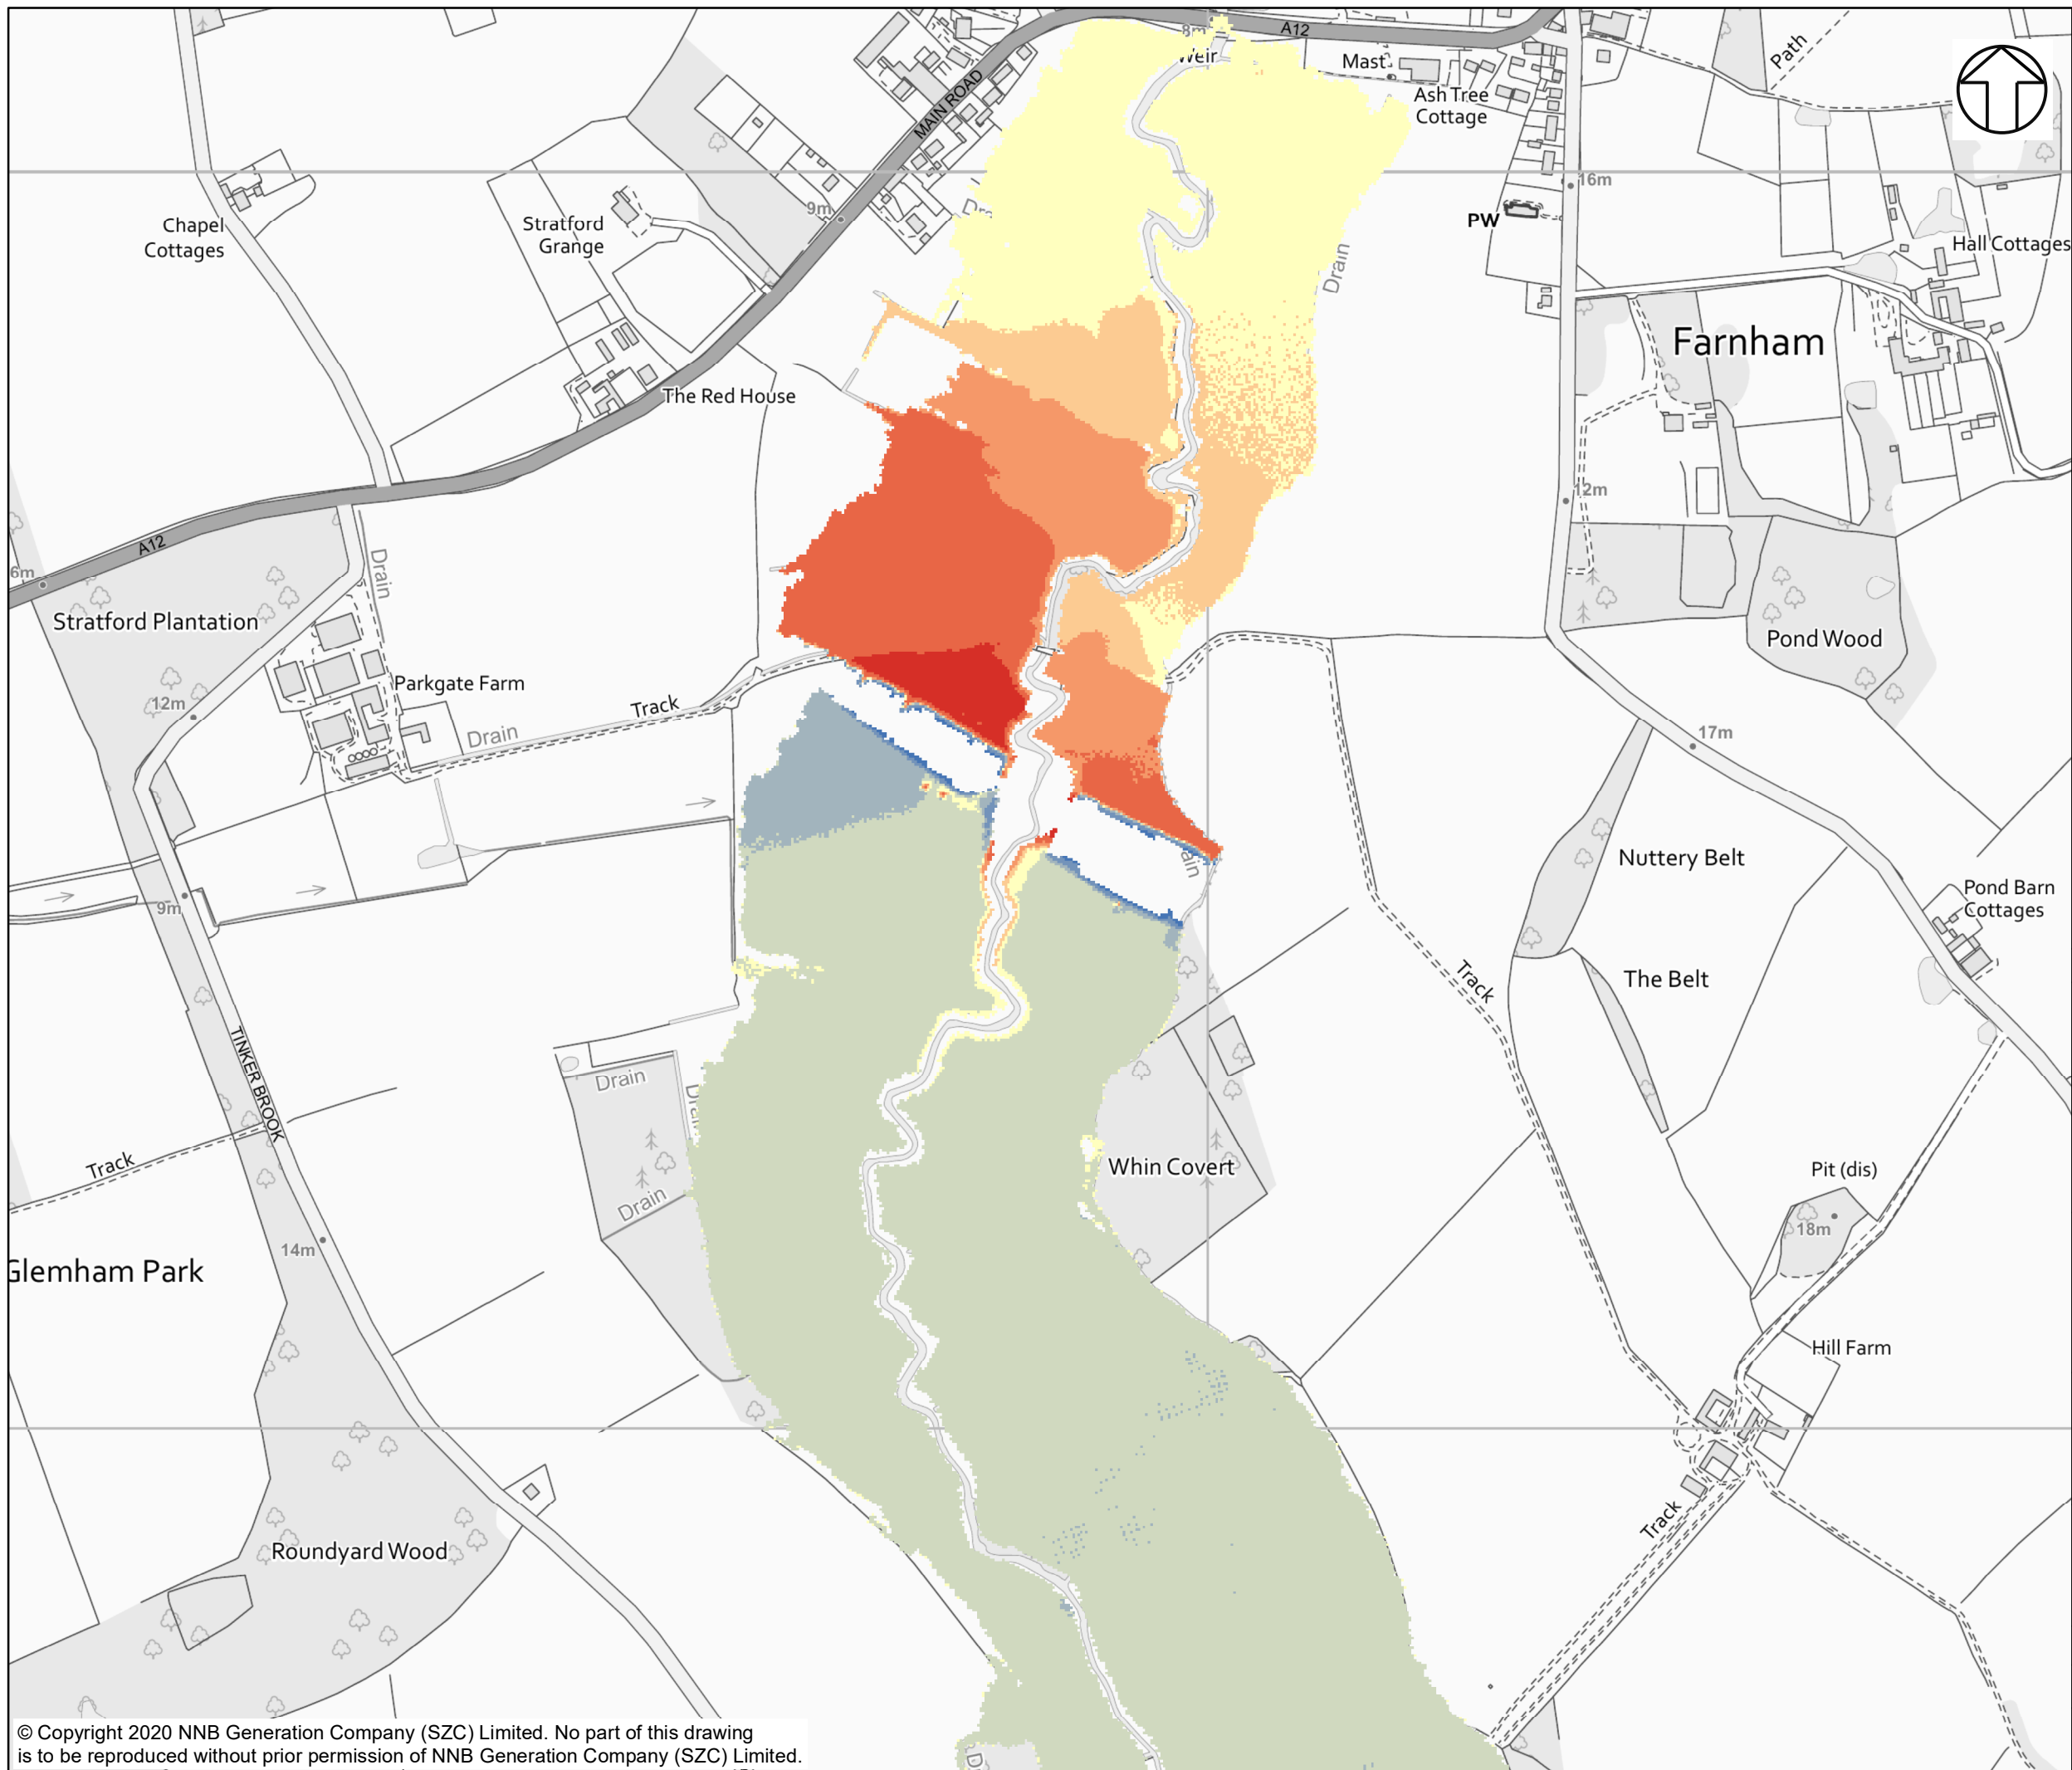 A12
8m
Weir
Mast
Path
MAIN ROAD
Ash Tree
Cottage
16m
9m
Chapel
Cottages
Stratford
Grange
PW
Hall Cottages
Drain
Farnham
The Red House
12m
A12
Drain
6m
Stratford Plantation
Pond Wood
Parkgate Farm
12m
Track
Drain
17m
Nuttery Belt
9m
Pond Barn
Cottages
The Belt
Track
TINKER BROOK
Drain
Whin Covert
Track
Pit (dis)
Drain
18m
14m
Glemham Park
Hill Farm
Track
Roundyard Wood
© Copyright 2020 NNB Generation Company (SZC) Limited. No part of this drawing
is to be reproduced without prior permission of NNB Generation Company (SZC) Limited.